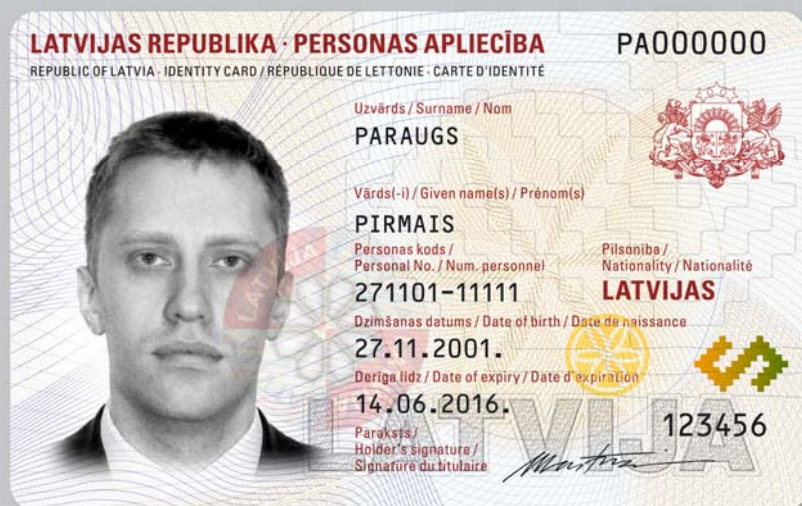 LATVIJAS REPUBLIKA · PERSONAS APLIECĪBA PA000000
REPUBLIC OF LATVIA · IDENTITY CARD / RÉPUBLIQUE DE LETTONIE · CARTE D'IDENTITÉ
Uzvārds / Surname / Nom
PARAUGS
Vārds(-i) / Given name(s) / Prénom(s)
PIRMAIS
Personas kods /
Personal No. / Num. personnel
271101-11111
Pilsonība /
Nationality / Nationalité
LATVIJAS
Dzimšanas datums / Date of birth / Date de naissance
27.11.2001.
Derīga līdz / Date of expiry / Date d'expiration
14.06.2016.
123456
Paraksts /
Holder's signature /
Signature du titulaire
LATVIJA
LATVIJA